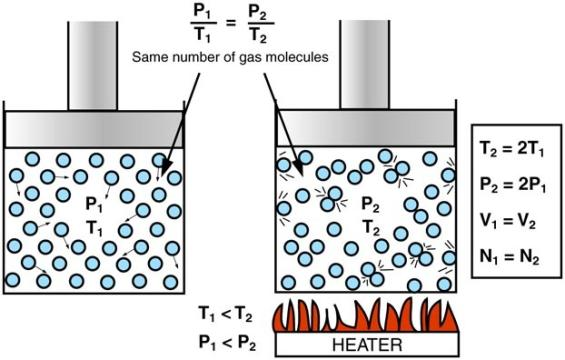 P₁ / T₁ = P₂ / T₂
Same number of gas molecules
P₁
T₁
P₂
T₂
T₂ = 2T₁
P₂ = 2P₁
V₁ = V₂
N₁ = N₂
T₁ < T₂
P₁ < P₂
HEATER